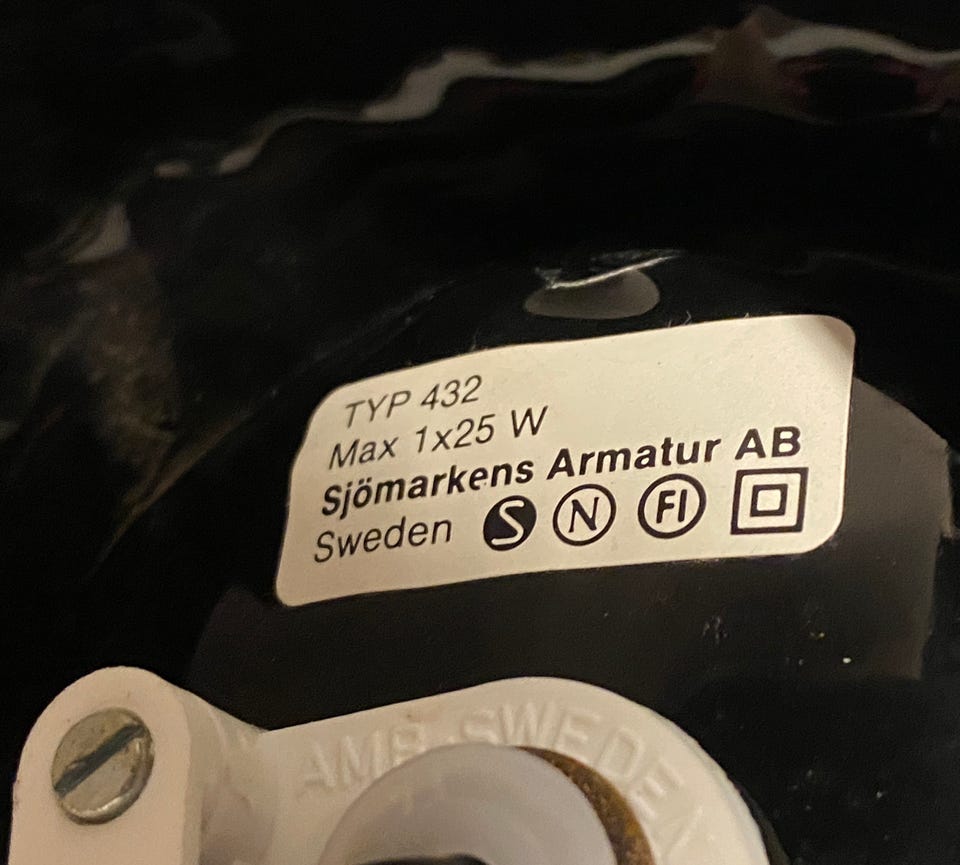 TYP 432
Max 1x25 W
Sjömarkens Armatur AB
Sweden S N FI
AMB SWEDEN